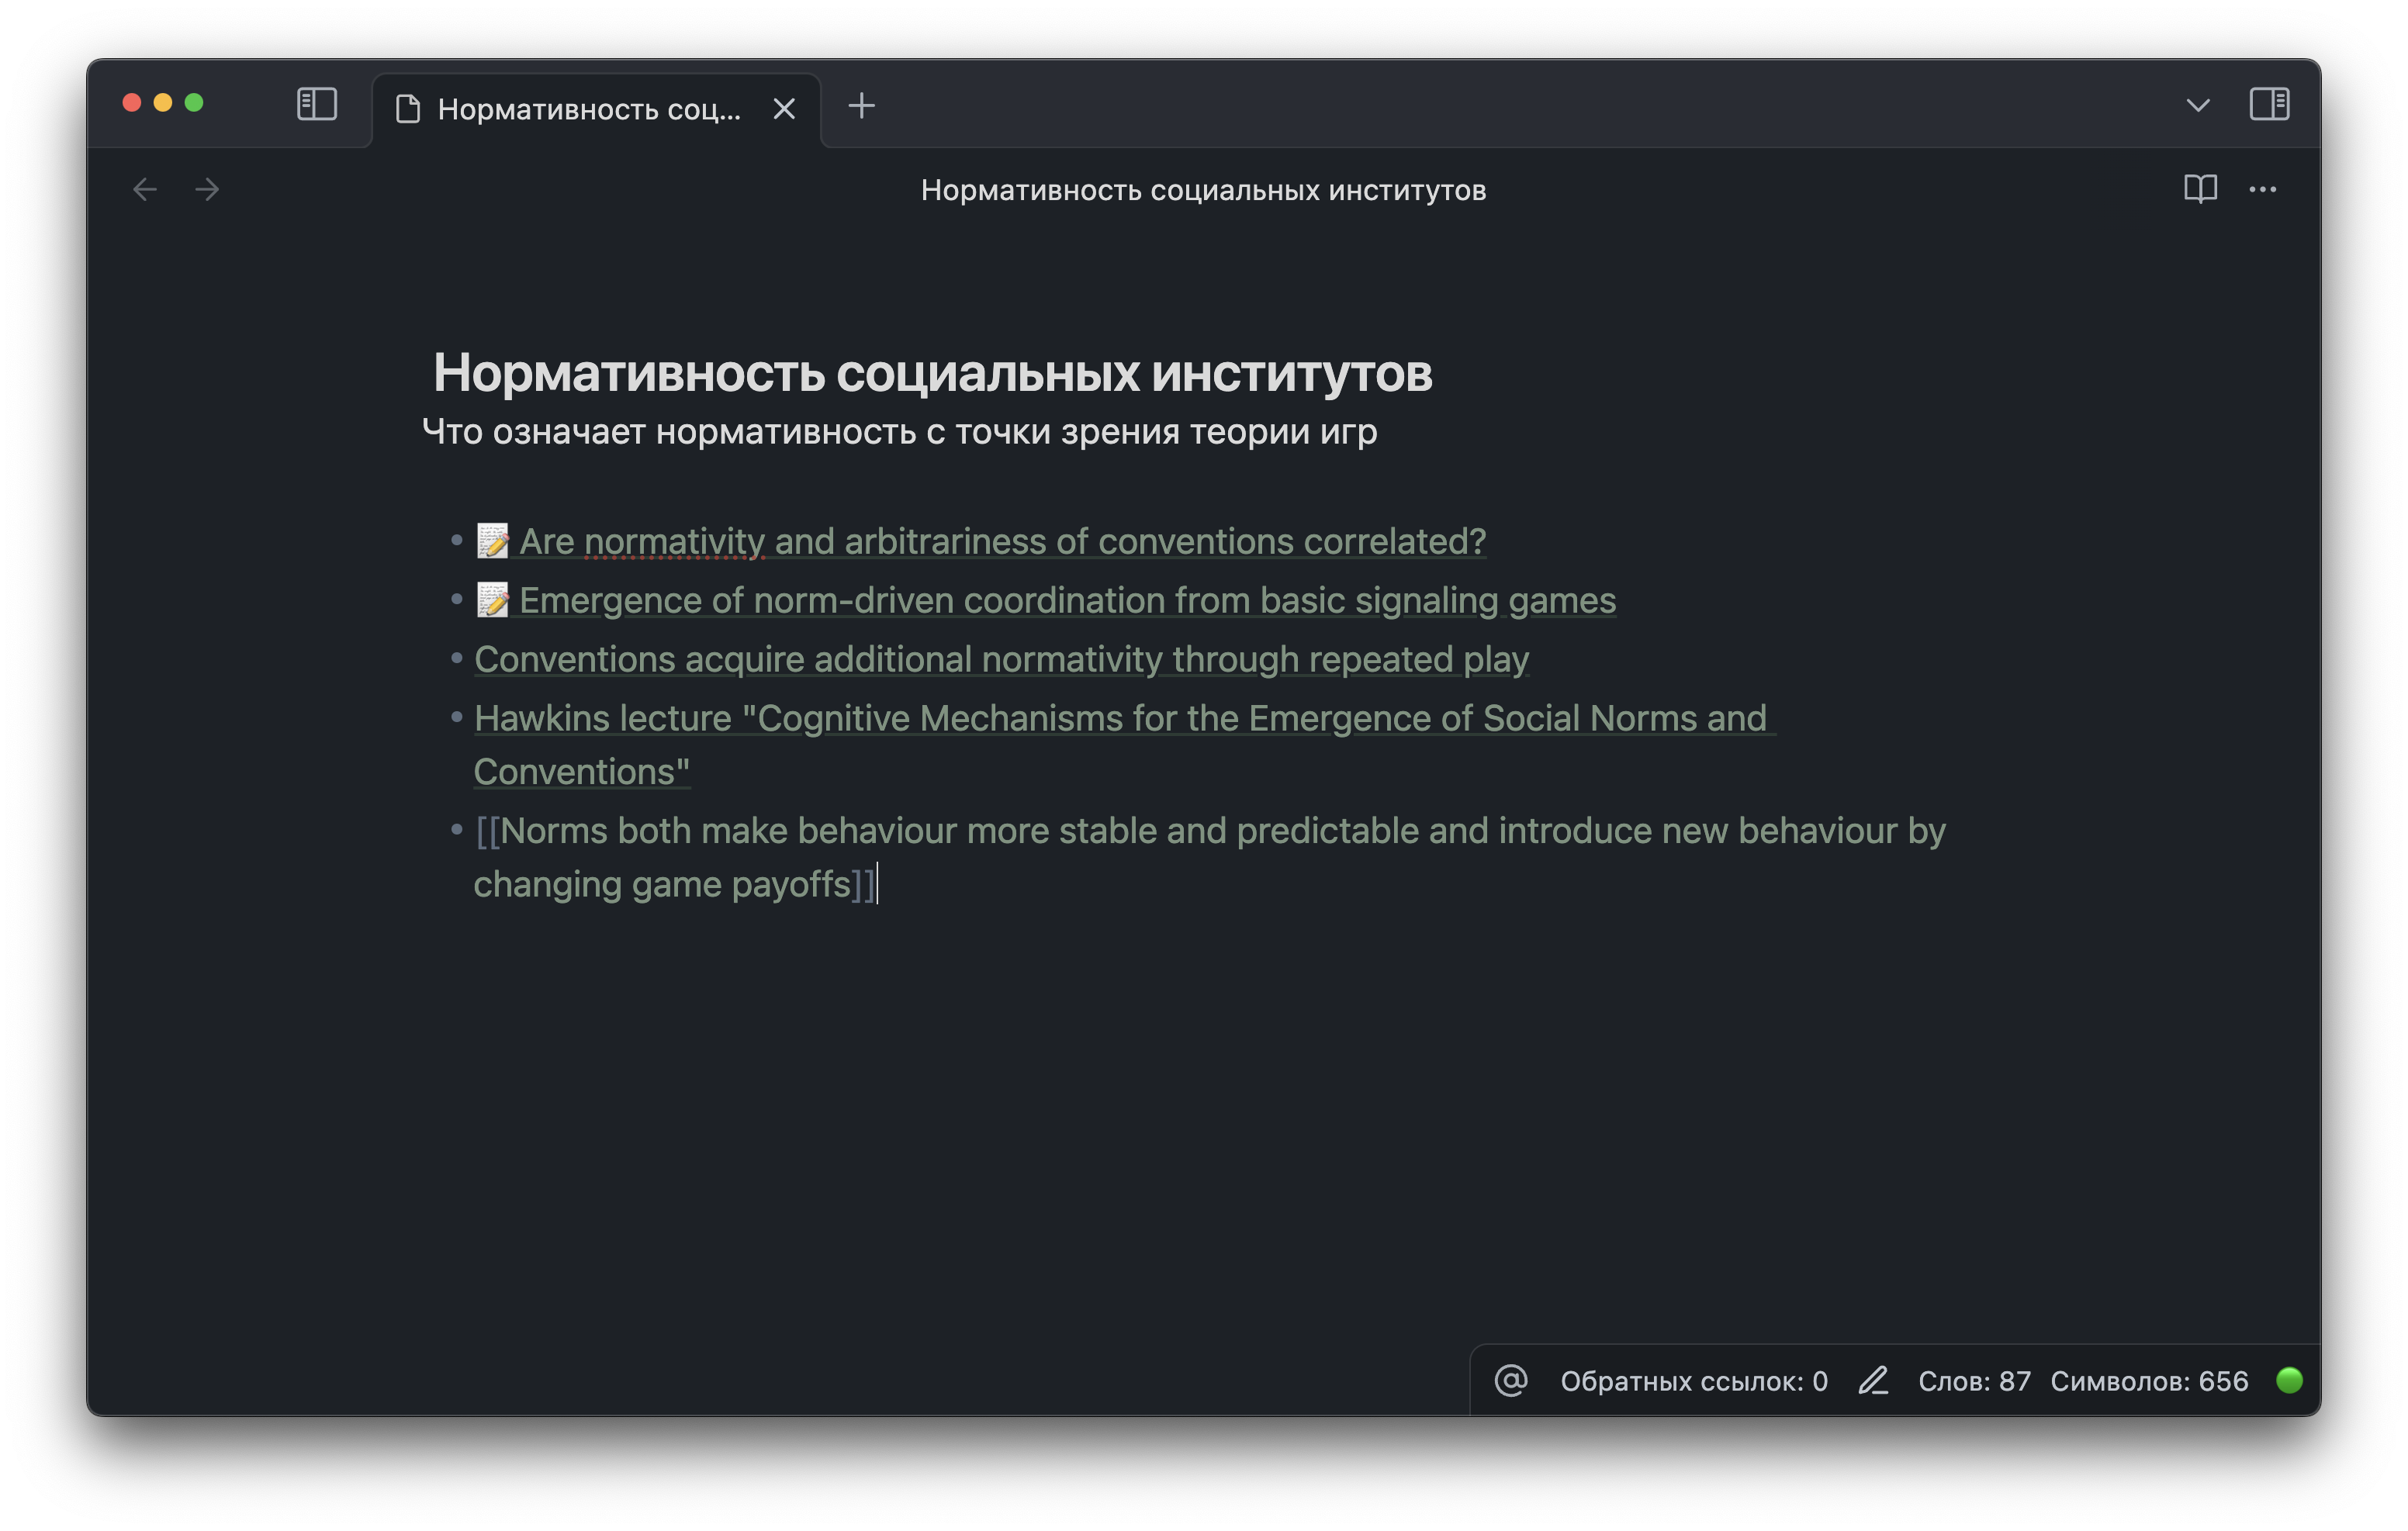 Нормативность соц...
Нормативность социальных институтов
Нормативность социальных институтов
Что означает нормативность с точки зрения теории игр
• 📝 Are normativity and arbitrariness of conventions correlated?
• 📝 Emergence of norm-driven coordination from basic signaling games
• Conventions acquire additional normativity through repeated play
• Hawkins lecture "Cognitive Mechanisms for the Emergence of Social Norms and
Conventions"
• [[Norms both make behaviour more stable and predictable and introduce new behaviour by
changing game payoffs]]
Обратных ссылок: 0 Слов: 87 Символов: 656